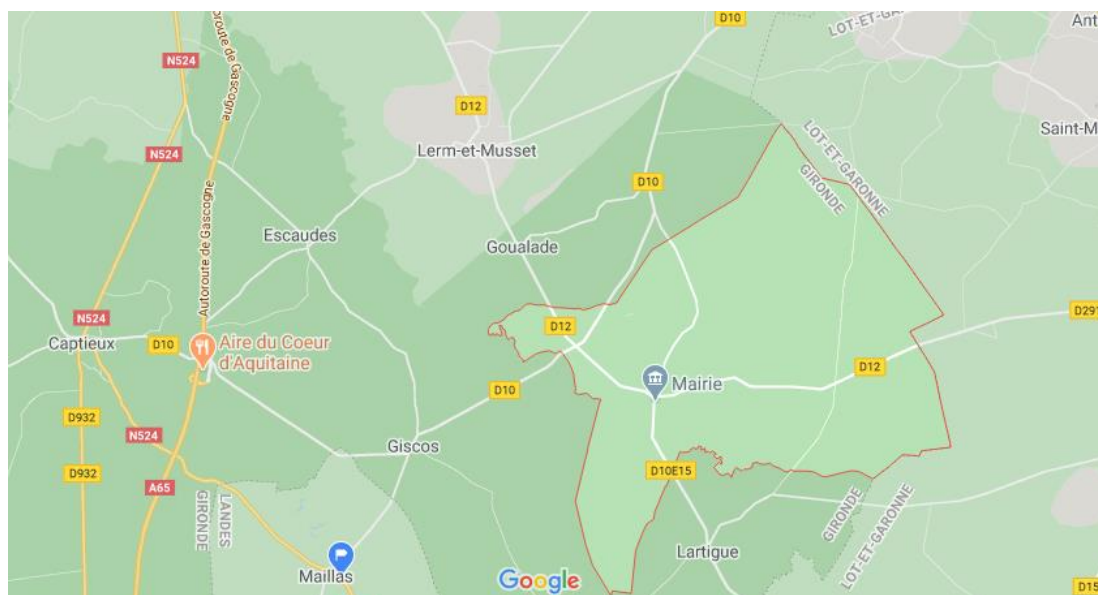 N524
Autoroute de Gascogne
D10
LOT-ET-GARONNE
Ant
D12
N524
Lerm-et-Musset
Saint-M
D10
LOT-ET-GARONNE
GIRONDE
Autoroute de Gascogne
Escaudes
Goualade
N524
D12
D291
Captieux
D10
Aire du Coeur
d'Aquitaine
D12
Mairie
D10
D932
N524
Giscos
D932
D10E15
A65
GIRONDE
LANDES
GIRONDE
LOT-ET-GARONNE
Lartigue
Maillas
Google
D15